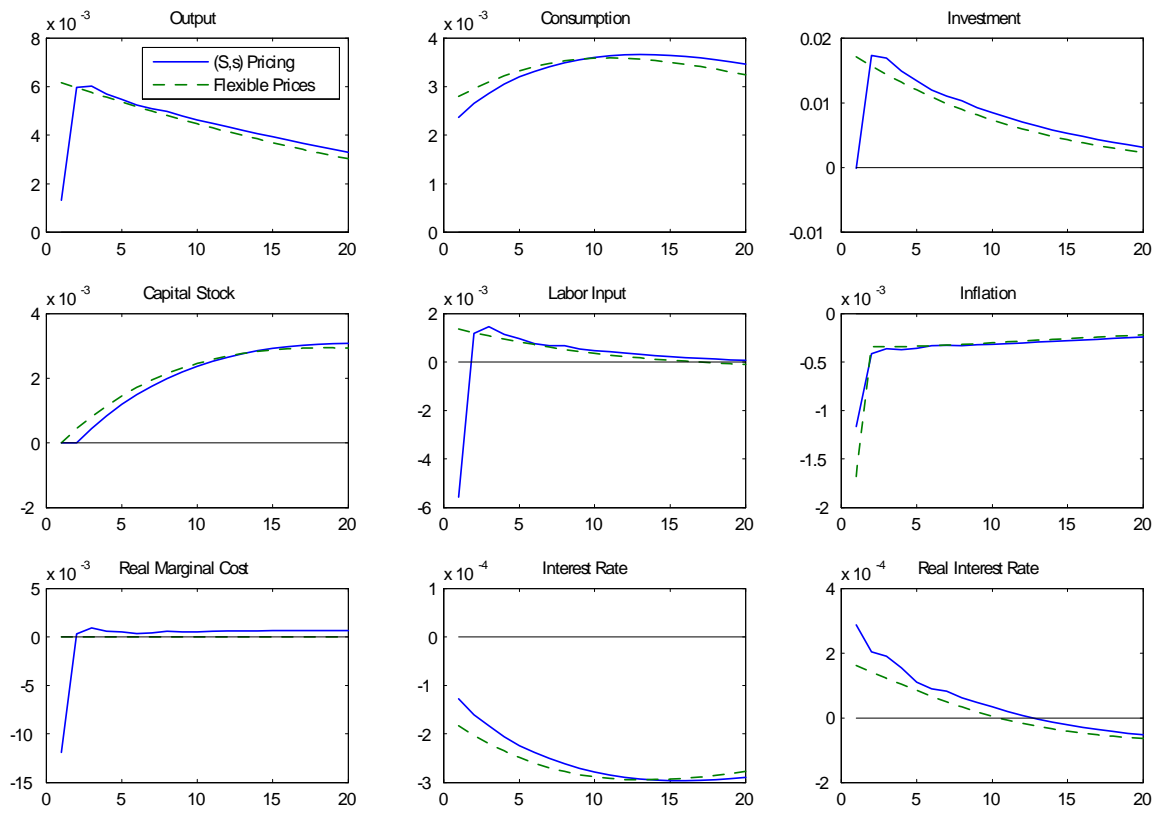 x 10 -3
Output
8
6
4
2
0
0 5 10 15 20
(S,s) Pricing
Flexible Prices
x 10 -3
Consumption
4
3
2
1
0
0 5 10 15 20
Investment
0.02
0.01
0
-0.01
0 5 10 15 20
x 10 -3
Capital Stock
4
2
0
-2
0 5 10 15 20
x 10 -3
Labor Input
2
0
-2
-4
-6
0 5 10 15 20
x 10 -3
Inflation
0
-0.5
-1
-1.5
-2
0 5 10 15 20
x 10 -3
Real Marginal Cost
5
0
-5
-10
-15
0 5 10 15 20
x 10 -4
Interest Rate
1
0
-1
-2
-3
0 5 10 15 20
x 10 -4
Real Interest Rate
4
2
0
-2
0 5 10 15 20